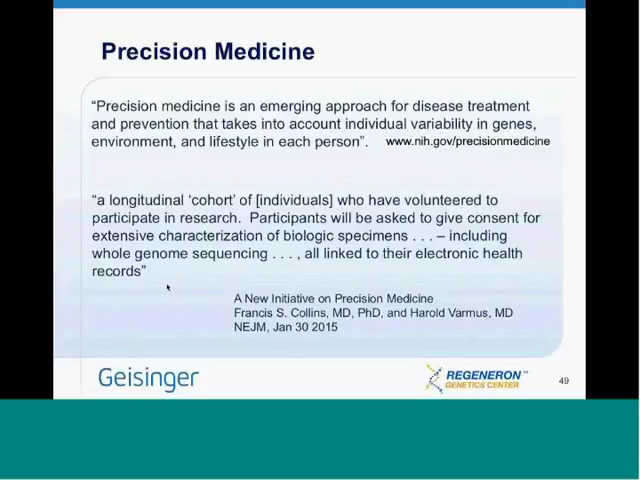 Precision Medicine
“Precision medicine is an emerging approach for disease treatment
and prevention that takes into account individual variability in genes,
environment, and lifestyle in each person”. www.nih.gov/precisionmedicine
“a longitudinal ‘cohort’ of [individuals] who have volunteered to
participate in research. Participants will be asked to give consent for
extensive characterization of biologic specimens . . . – including
whole genome sequencing . . . , all linked to their electronic health
records”
A New Initiative on Precision Medicine
Francis S. Collins, MD, PhD, and Harold Varmus, MD
NEJM, Jan 30 2015
Geisinger
REGENERON™
GENETICS CENTER
49